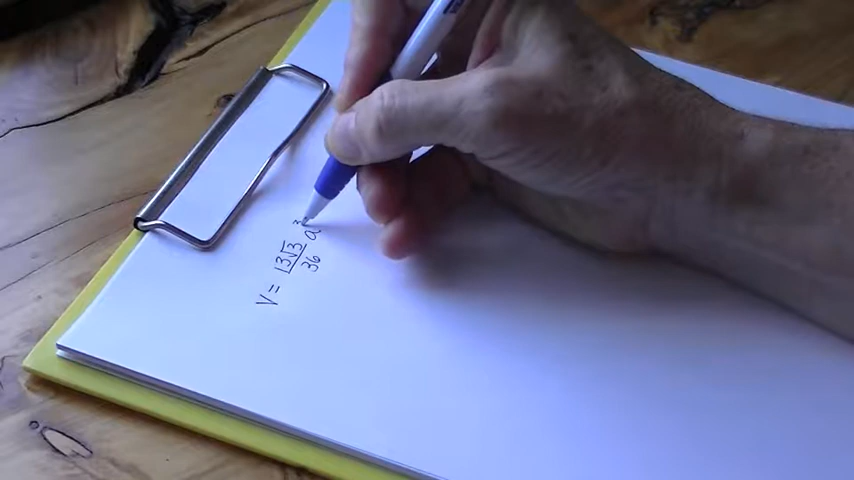 V = 13√3/36 a³